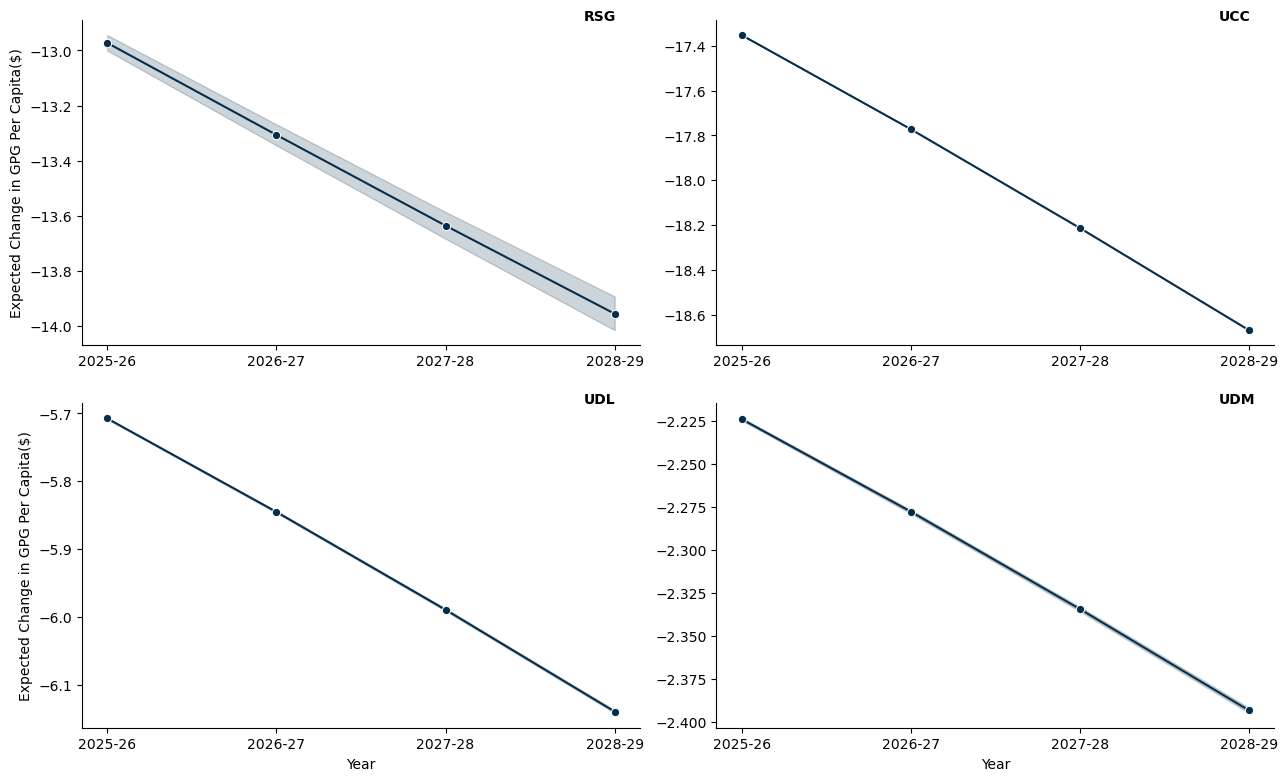 RSG
Expected Change in GPG Per Capita($)
−13.0
−13.2
−13.4
−13.6
−13.8
−14.0
2025-26 2026-27 2027-28 2028-29
UCC
−17.4
−17.6
−17.8
−18.0
−18.2
−18.4
−18.6
2025-26 2026-27 2027-28 2028-29
UDL
Expected Change in GPG Per Capita($)
−5.7
−5.8
−5.9
−6.0
−6.1
2025-26 2026-27 2027-28 2028-29
Year
UDM
−2.225
−2.250
−2.275
−2.300
−2.325
−2.350
−2.375
−2.400
2025-26 2026-27 2027-28 2028-29
Year